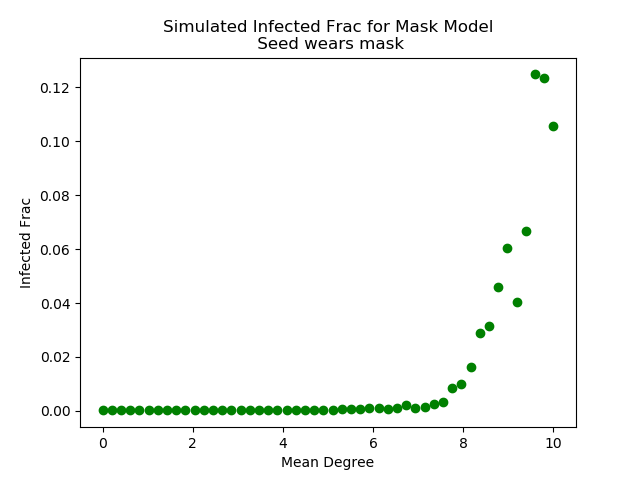 Simulated Infected Frac for Mask Model
Seed wears mask
0.12
0.10
0.08
0.06
0.04
0.02
0.00
Infected Frac
0 2 4 6 8 10
Mean Degree